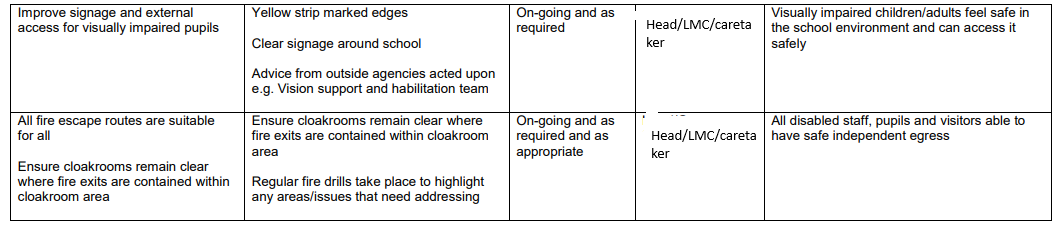 Improve signage and external
access for visually impaired pupils
Yellow strip marked edges
Clear signage around school
Advice from outside agencies acted upon
e.g. Vision support and habilitation team
On-going and as
required
Head/LMC/careta
ker
Visually impaired children/adults feel safe in
the school environment and can access it
safely
All fire escape routes are suitable
for all
Ensure cloakrooms remain clear
where fire exits are contained within
cloakroom area
Ensure cloakrooms remain clear where
fire exits are contained within cloakroom
area
Regular fire drills take place to highlight
any areas/issues that need addressing
On-going and as
required and as
appropriate
Head/LMC/careta
ker
All disabled staff, pupils and visitors able to
have safe independent egress